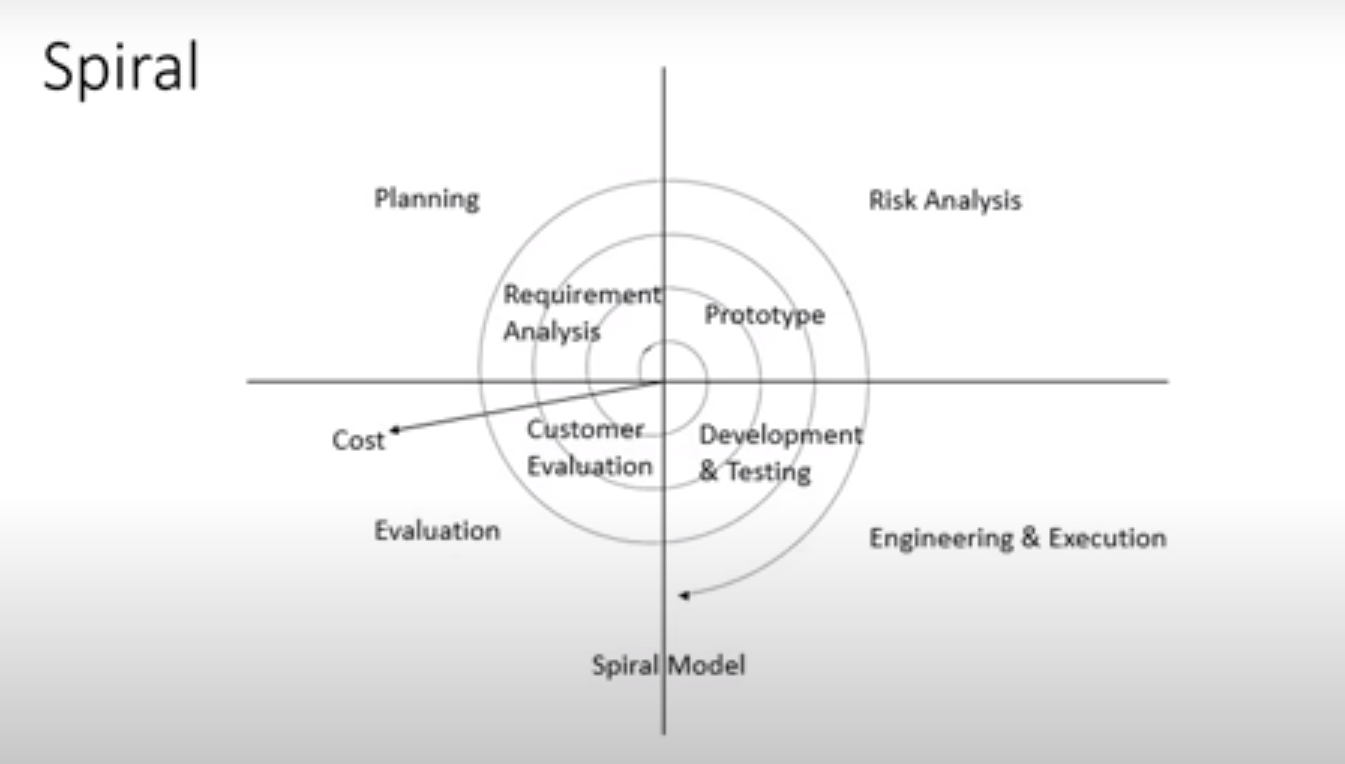 Spiral
Planning
Risk Analysis
Requirement
Analysis
Prototype
Cost
Customer
Evaluation
Development
& Testing
Evaluation
Engineering & Execution
Spiral Model